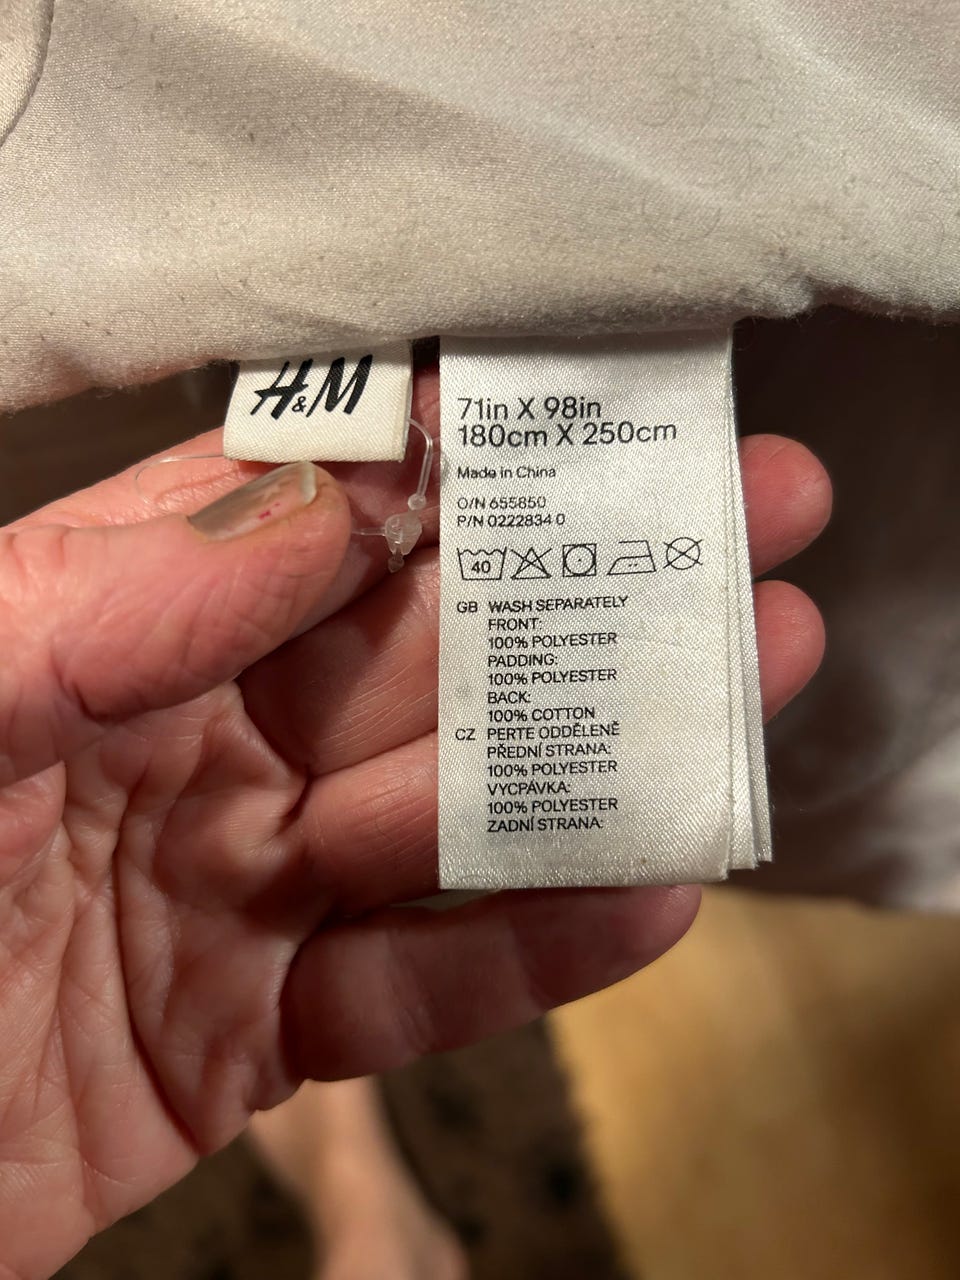 H&M
71in X 98in
180cm X 250cm
Made in China
O/N 655850
P/N 0222834 0
40
GB WASH SEPARATELY
FRONT:
100% POLYESTER
PADDING:
100% POLYESTER
BACK:
100% COTTON
CZ PERTE ODDĚLENĚ
PŘEDNÍ STRANA:
100% POLYESTER
VYCPÁVKA:
100% POLYESTER
ZADNÍ STRANA: